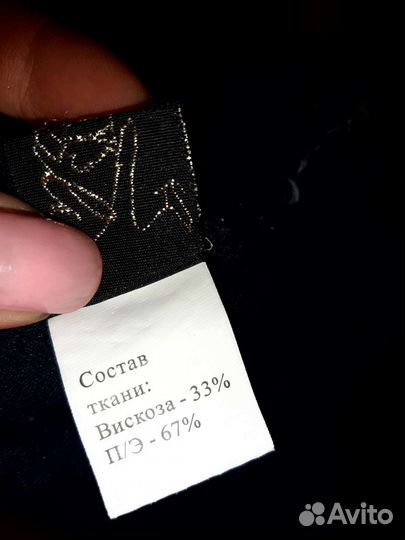 Состав
ткани:
Вискоза - 33%
П/Э - 67%
Avito